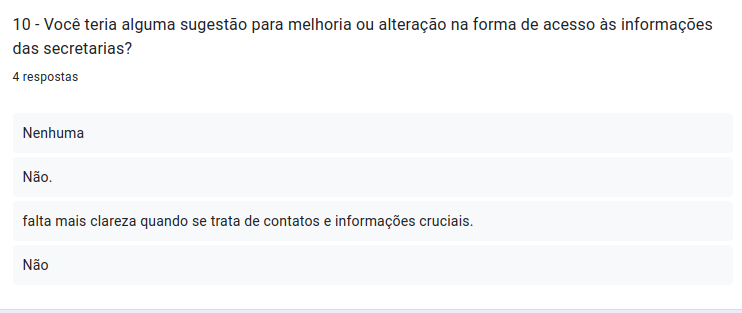 10 - Você teria alguma sugestão para melhoria ou alteração na forma de acesso às informações
das secretarias?
4 respostas
Nenhuma
Não.
falta mais clareza quando se trata de contatos e informações cruciais.
Não